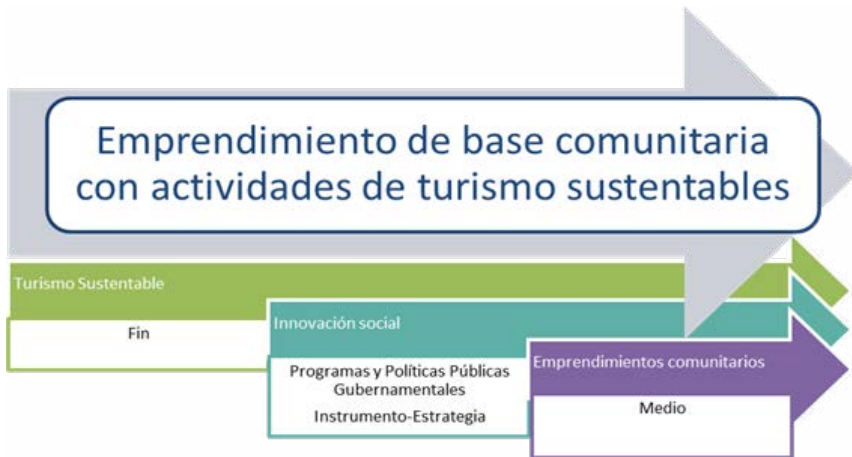 Emprendimiento de base comunitaria
con actividades de turismo sustentables
Turismo Sustentable
Fin
Innovación social
Programas y Políticas Públicas
Gubernamentales
Instrumento-Estrategia
Emprendimientos comunitarios
Medio